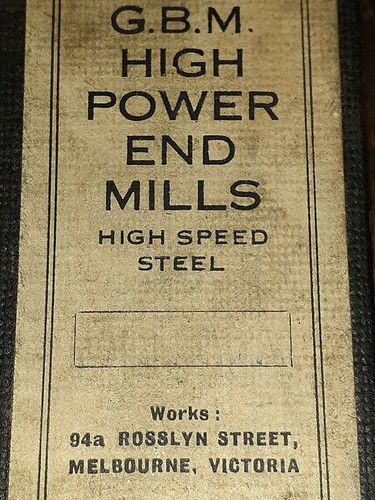 G.B.M.
HIGH
POWER
END
MILLS
HIGH SPEED
STEEL
Works:
94a ROSSLYN STREET,
MELBOURNE, VICTORIA